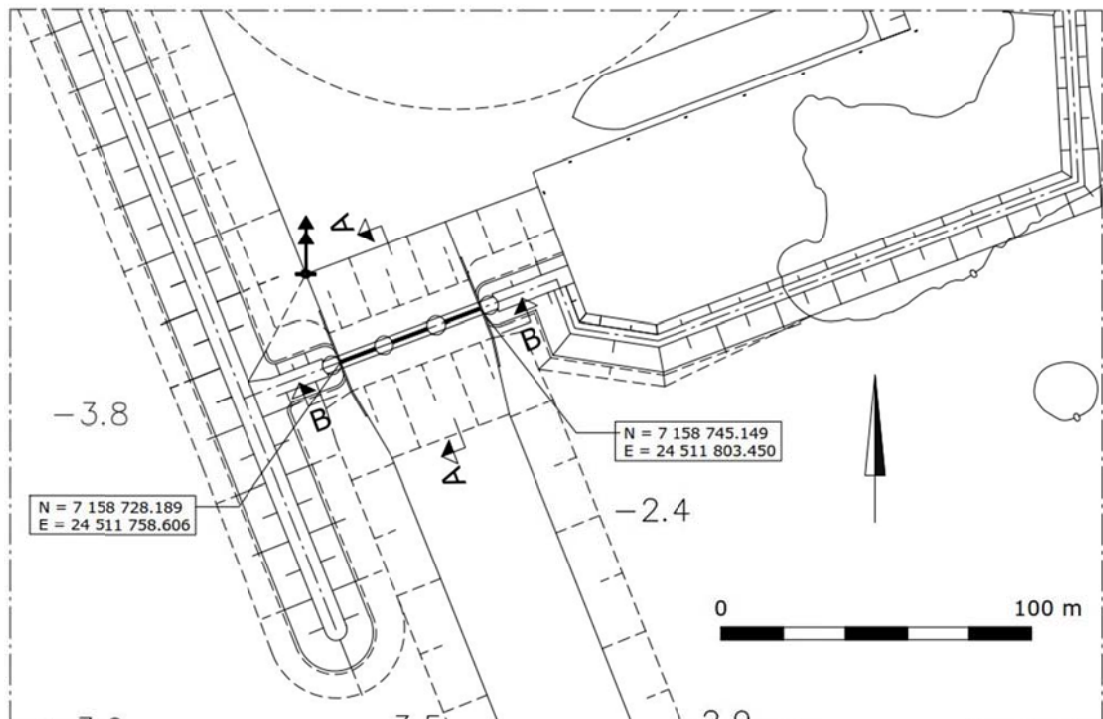 A
B
B
-3.8
N = 7 158 745.149
E = 24 511 803.450
A
N = 7 158 728.189
E = 24 511 758.606
-2.4
0 100 m